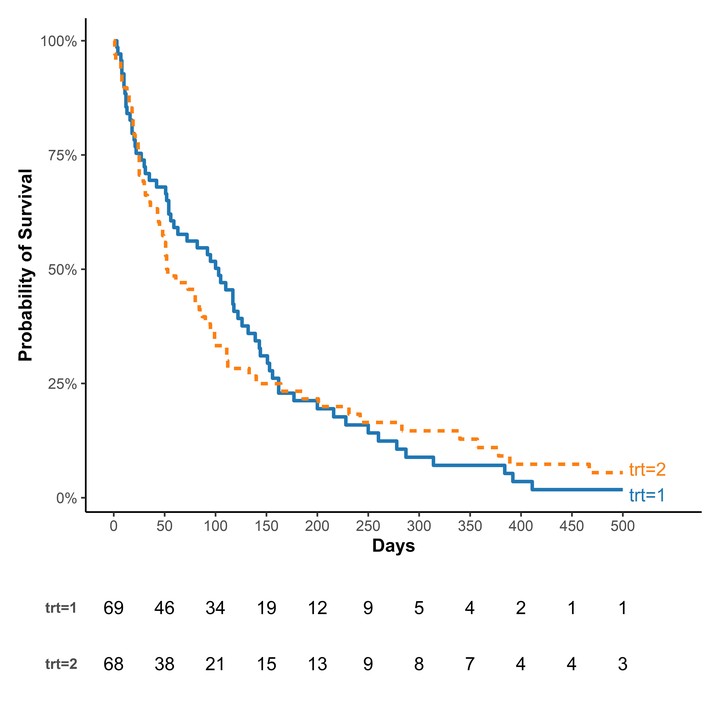 Probability of Survival
100%
75%
50%
25%
0%
trt=2
trt=1
0 50 100 150 200 250 300 350 400 450 500
Days
trt=1 69 46 34 19 12 9 5 4 2 1 1
trt=2 68 38 21 15 13 9 8 7 4 4 3